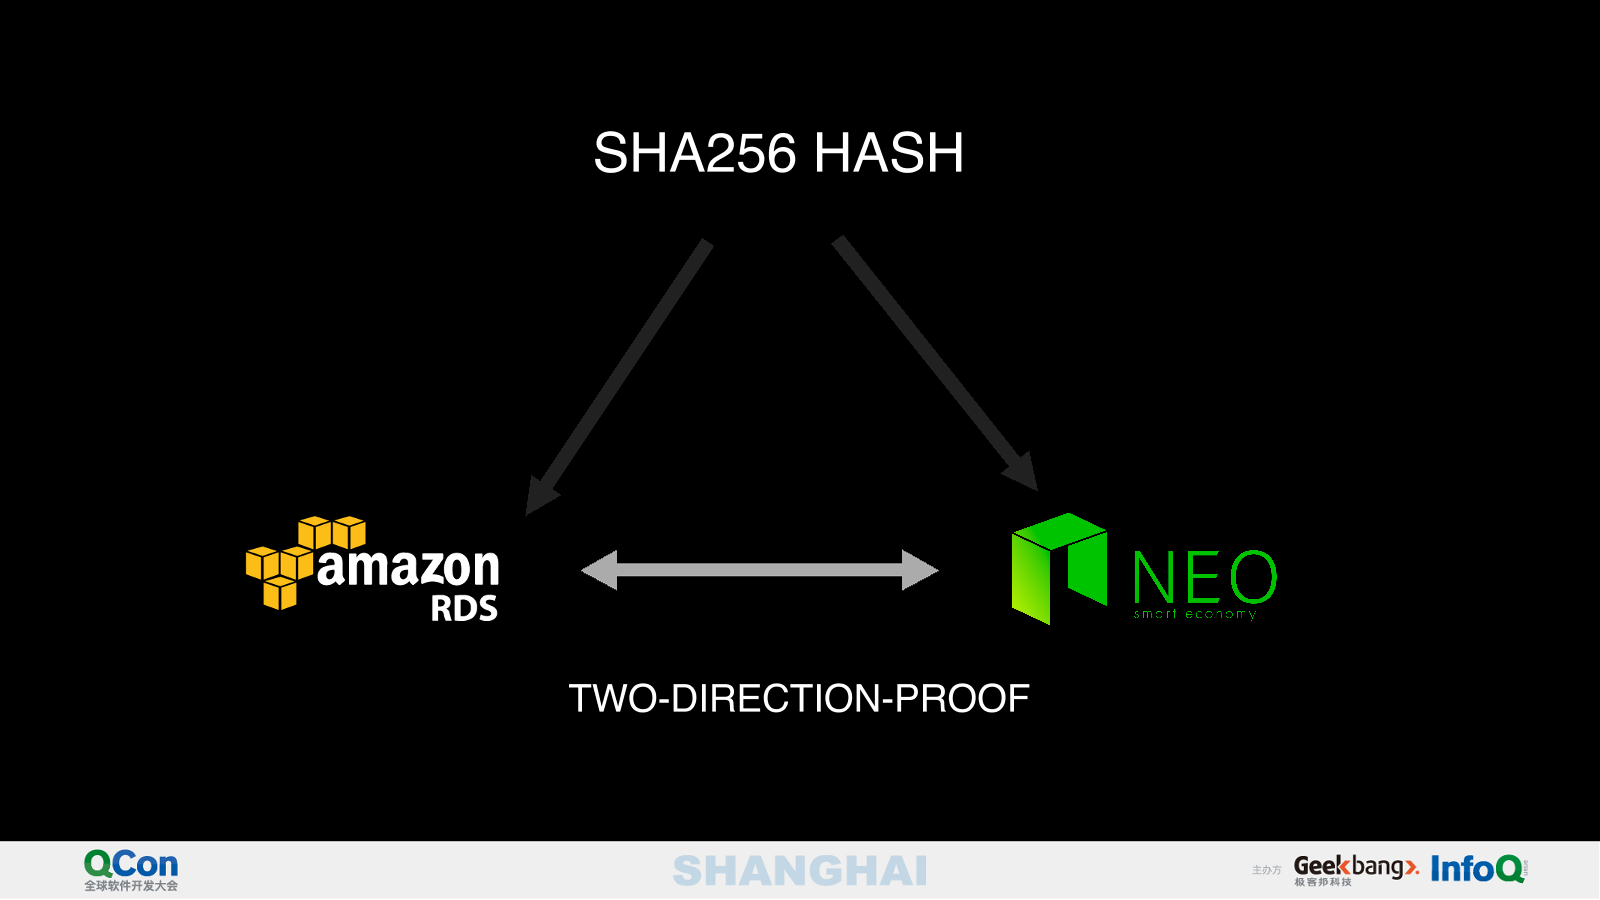 SHA256 HASH
amazon
RDS
NEO
smart economy
TWO-DIRECTION-PROOF
QCon
全球软件开发大会
SHANGHAI
主办方
Geekbang>.
极客邦科技
InfoQ